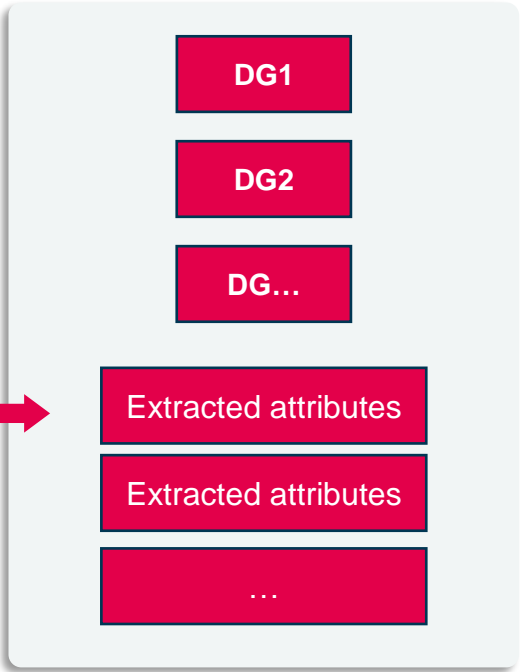 DG1
DG2
DG…
Extracted attributes
Extracted attributes
…